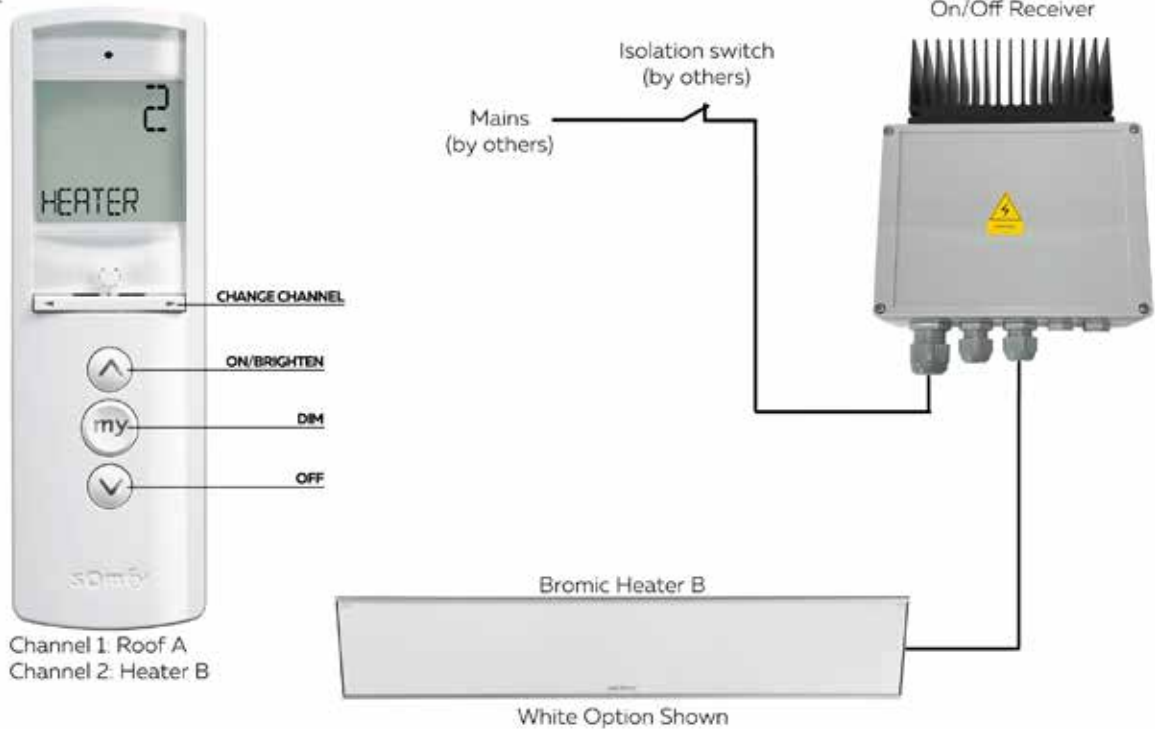 On/Off Receiver
Isolation switch
(by others)
Mains
(by others)
2
HEATER
CHANGE CHANNEL
ON/BRIGHTEN
my
DIM
OFF
somfy
Channel 1: Roof A
Channel 2: Heater B
Bromic Heater B
White Option Shown